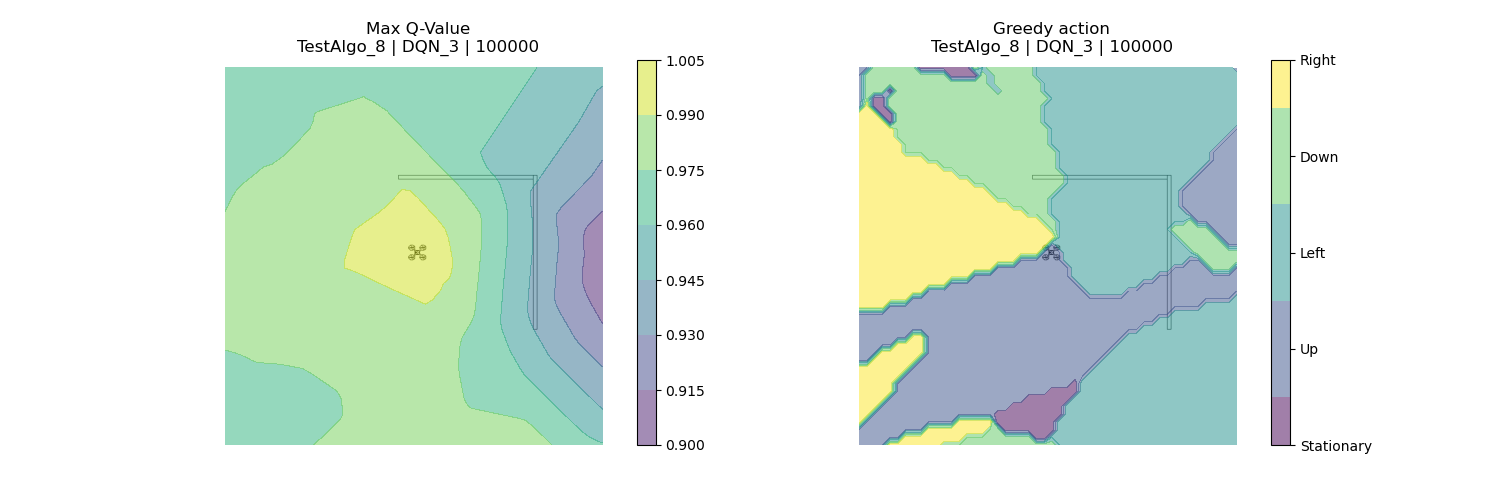 Max Q-Value
TestAlgo_8 | DQN_3 | 100000
1.005
0.990
0.975
0.960
0.945
0.930
0.915
0.900
Greedy action
TestAlgo_8 | DQN_3 | 100000
Right
Down
Left
Up
Stationary